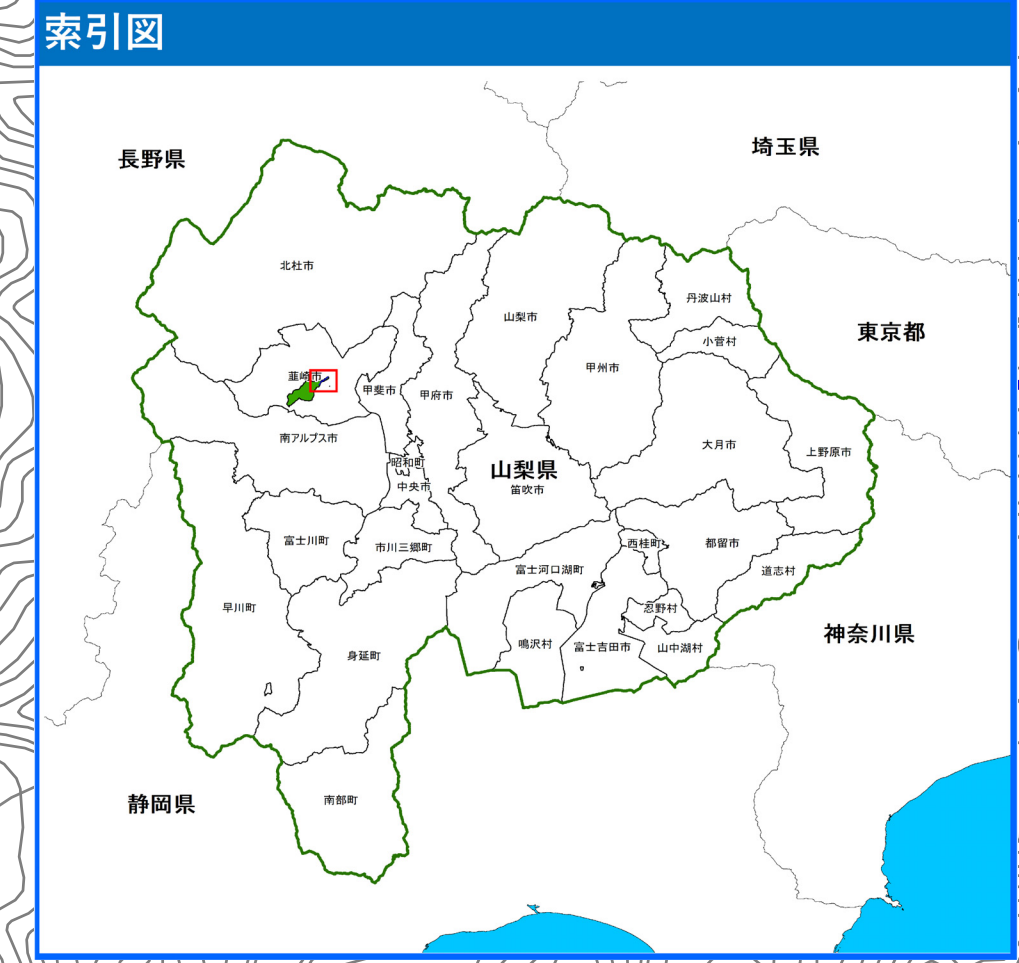 索引図
長野県
埼玉県
北杜市
丹波山村
山梨市
東京都
小菅村
甲州市
韮崎市
甲斐市
甲府市
南アルプス市
大月市
上野原市
昭和町
山梨県
中央市
笛吹市
富士川町
市川三郷町
西桂町
都留市
富士河口湖町
道志村
早川町
忍野村
神奈川県
鳴沢村
富士吉田市
山中湖村
身延町
静岡県
南部町